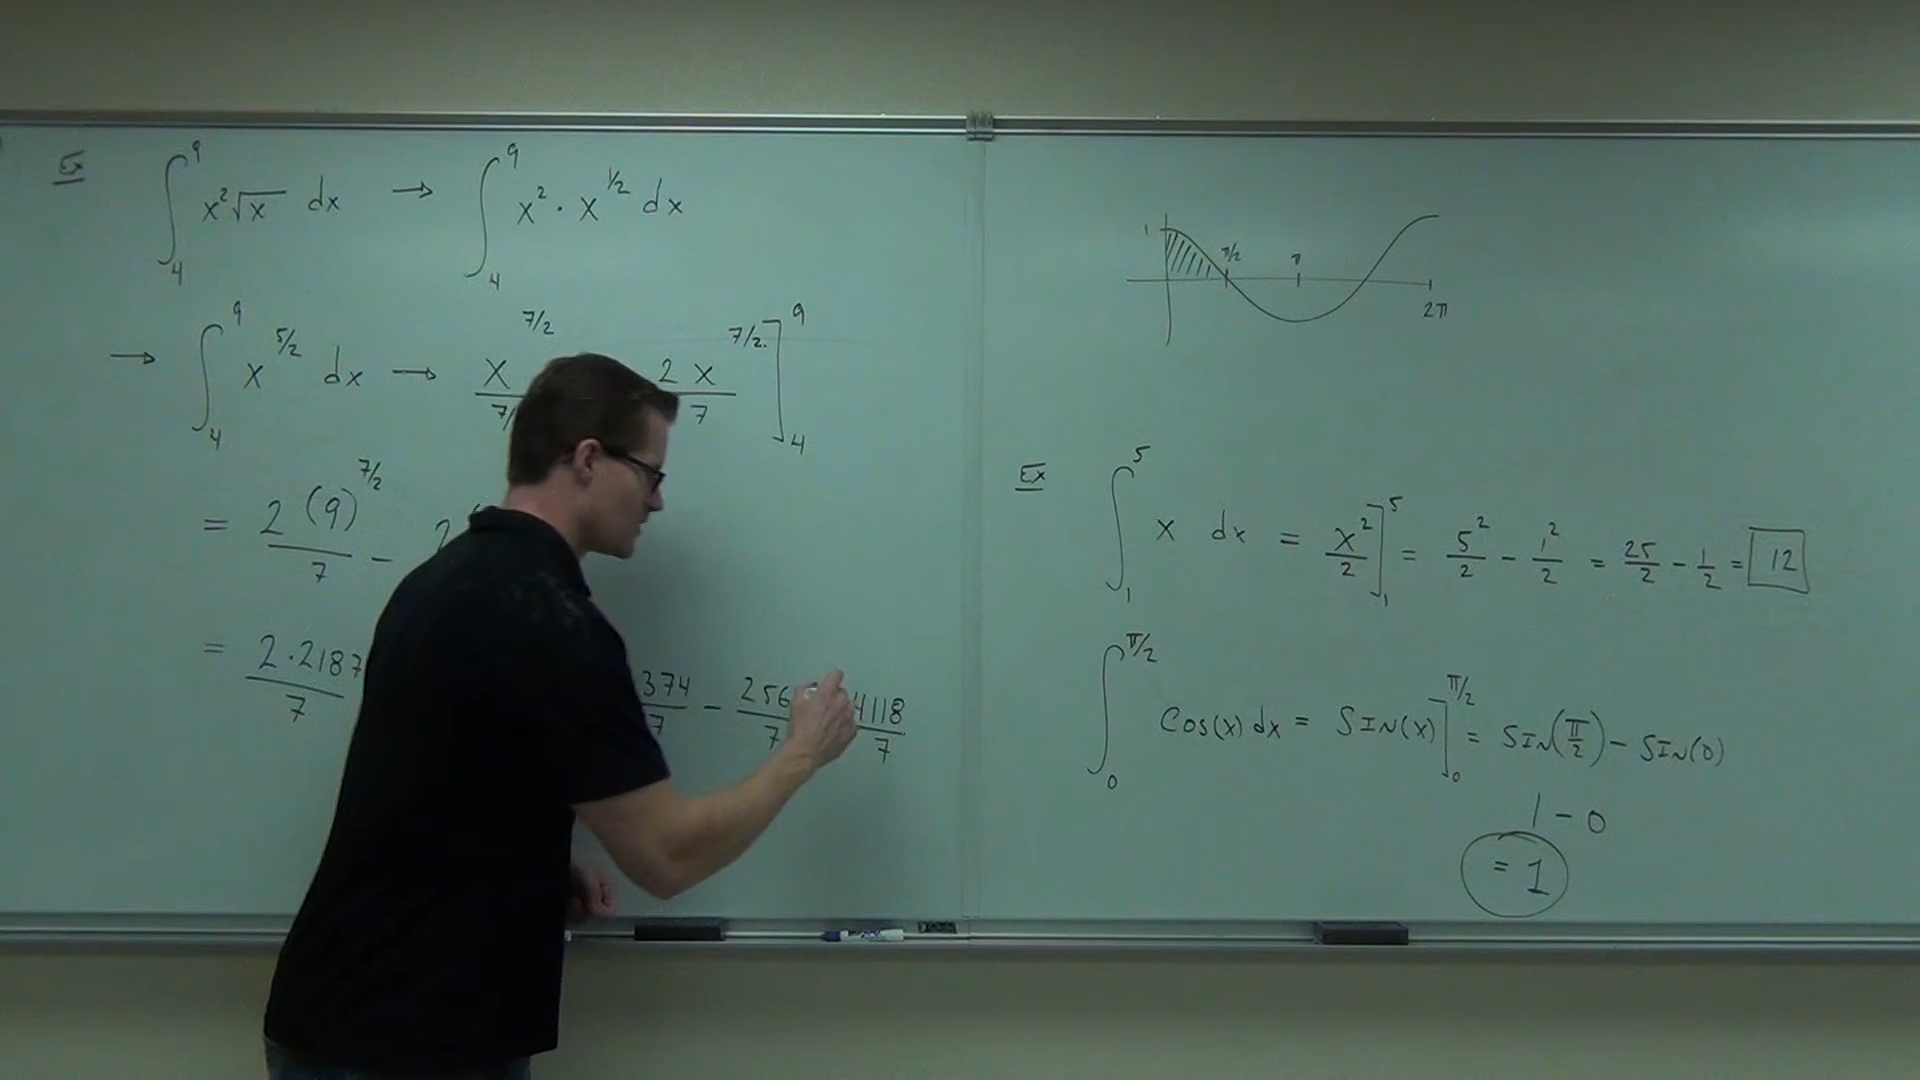 Ex ∫₄⁹ x²√x dx → ∫₄⁹ x² · x^1/2 dx
→ ∫₄⁹ x^5/2 dx → x^7/2 / 7/ 2x^7/2 / 7 ]₄⁹
= 2(9)^7/2 / 7 - 2
= 2·2187 / 7 374/7 - 256/7 4118/7
1 π/2 π 2π
Ex ∫₁⁵ x dx = x²/2 ]₁⁵ = 5²/2 - 1²/2 = 25/2 - 1/2 = 12
∫₀^π/2 Cos(x) dx = SIN(x) ]₀^π/2 = SIN(π/2) - SIN(0)
1 - 0
= 1